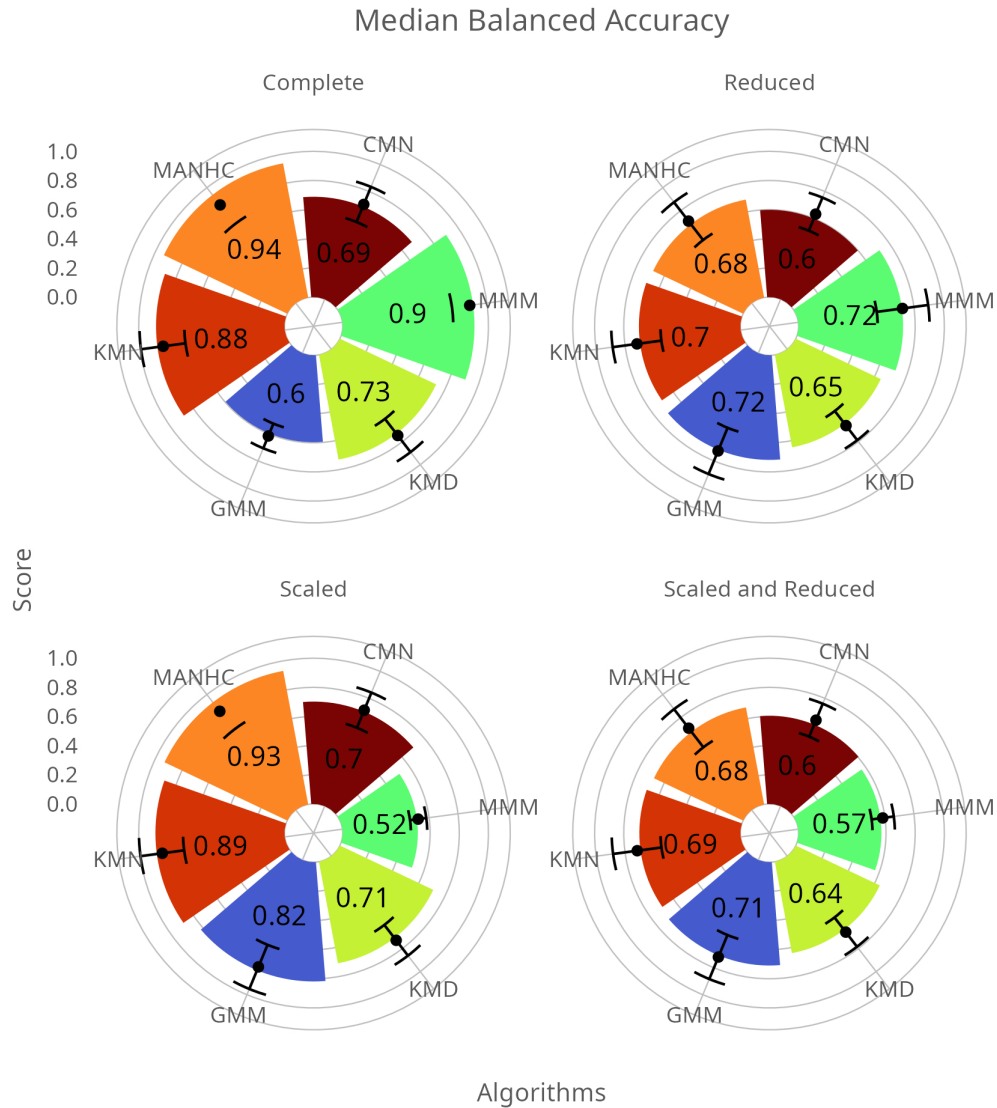 Median Balanced Accuracy
Complete
Reduced
1.0
0.8
0.6
0.4
0.2
0.0
CMN
MANHC
0.94
0.69
MMM
0.9
KMN
0.88
0.6
0.73
KMD
GMM
CMN
MANHC
0.68
0.6
MMM
0.72
KMN
0.7
0.72
0.65
KMD
GMM
Score
Scaled
Scaled and Reduced
1.0
0.8
0.6
0.4
0.2
0.0
CMN
MANHC
0.93
0.7
MMM
0.52
KMN
0.89
0.82
0.71
KMD
GMM
CMN
MANHC
0.68
0.6
MMM
0.57
KMN
0.69
0.71
0.64
KMD
GMM
Algorithms